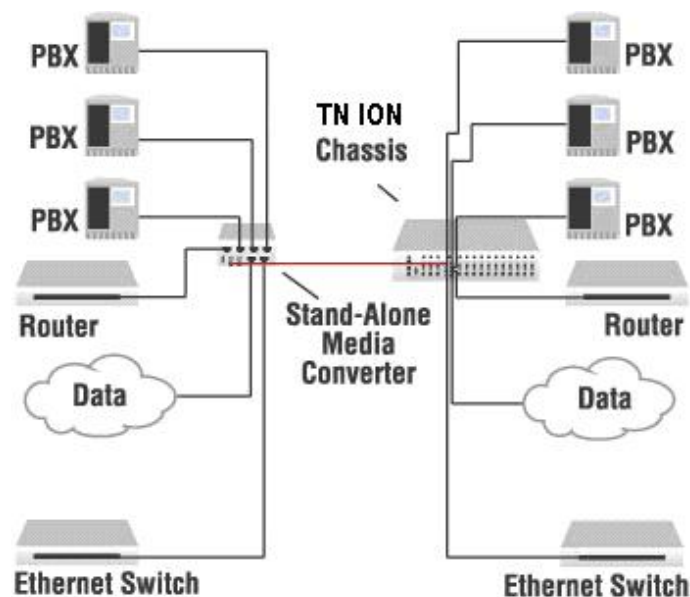 PBX
PBX
PBX
Router
Data
Ethernet Switch
TN ION
Chassis
Stand-Alone
Media
Converter
PBX
PBX
PBX
Router
Data
Ethernet Switch